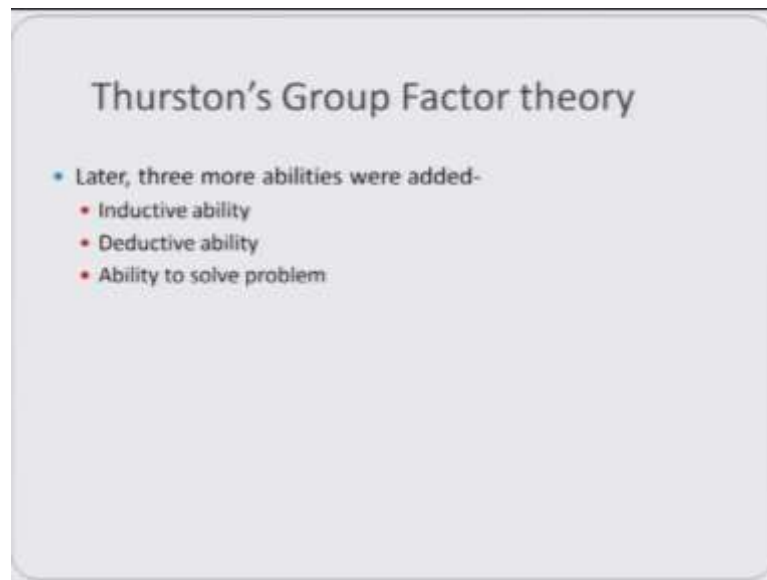 Thurston's Group Factor theory
• Later, three more abilities were added-
• Inductive ability
• Deductive ability
• Ability to solve problem